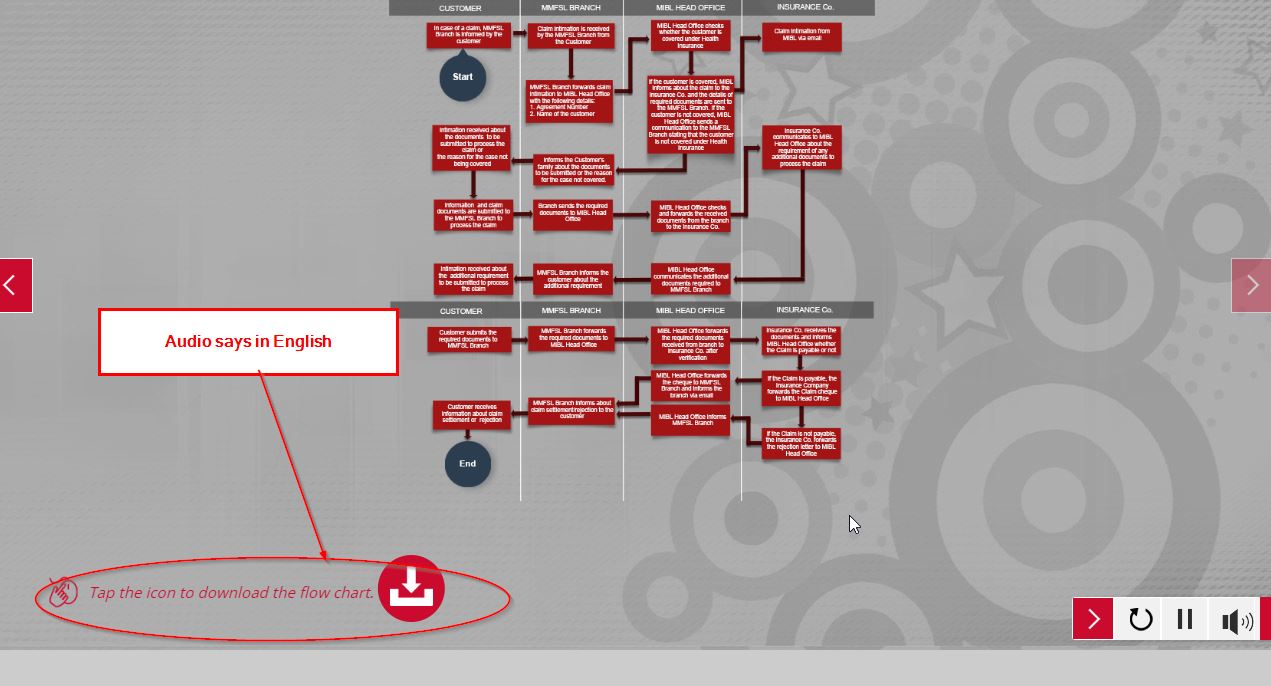 CUSTOMER
MMFSL BRANCH
MIBL HEAD OFFICE
INSURANCE Co.
In case of a claim, MMFSL
Branch is informed by the
customer
Claim intimation is received
by the MMFSL Branch from
the Customer
MIBL Head Office checks
whether the customer is
covered under Health
Insurance
Claim intimation from
MIBL via email
Start
MMFSL Branch forwards claim
intimation to MIBL Head Office
with the following details:
1. Agreement Number
2. Name of the customer
If the customer is covered, MIBL
informs about the claim to the
Insurance Co. and the details of
required documents are sent to
the MMFSL Branch. If the
customer is not covered, MIBL
Head Office sends a
communication to the MMFSL
Branch stating that the customer
is not covered under Health
Insurance
Intimation received about
the documents to be
submitted to process the
claim or
the reason for the case not
being covered
Informs the Customer's
family about the documents
to be submitted or the reason
for the case not covered.
Insurance Co.
communicates to MIBL
Head Office about the
requirement of any
additional documents to
process the claim
Information and claim
documents are submitted to
the MMFSL Branch to
process the claim
Branch sends the required
documents to MIBL Head
Office
MIBL Head Office checks
and forwards the received
documents from the branch
to the Insurance Co.
Intimation received about
the additional requirement
to be submitted to process
the claim
MMFSL Branch informs the
customer about the
additional requirement
MIBL Head Office
communicates the additional
documents required to
MMFSL Branch
CUSTOMER
MMFSL BRANCH
MIBL HEAD OFFICE
INSURANCE Co.
Customer submits the
required documents to
MMFSL Branch
MMFSL Branch forwards
the required documents to
MIBL Head Office
MIBL Head Office forwards
the required documents
received from branch to
Insurance Co. after
verification
Insurance Co. receives the
documents and informs
MIBL Head Office whether
the Claim is payable or not
Audio says in English
MIBL Head Office forwards
the cheque to MMFSL
Branch and informs the
branch via email
If the Claim is payable, the
Insurance Company
forwards the Claim cheque
to MIBL Head Office
Customer receives
information about claim
settlement or rejection
MMFSL Branch informs about
claim settlement/rejection to the
customer
MIBL Head Office informs
MMFSL Branch
If the Claim is not payable,
the Insurance Co. forwards
the rejection letter to MIBL
Head Office
End
Tap the icon to download the flow chart.